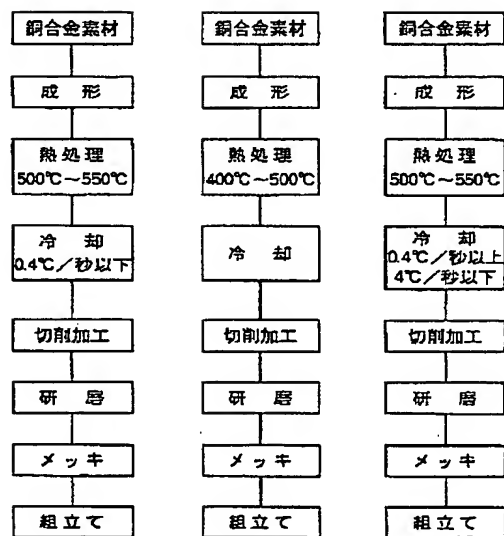 銅合金素材
成形
熱処理
500℃~550℃
冷却
0.4℃/秒以下
切削加工
研磨
メッキ
組立て
銅合金素材
成形
熱処理
400℃~500℃
冷却
切削加工
研磨
メッキ
組立て
銅合金素材
成形
熱処理
500℃~550℃
冷却
0.4℃/秒以上
4℃/秒以下
切削加工
研磨
メッキ
組立て